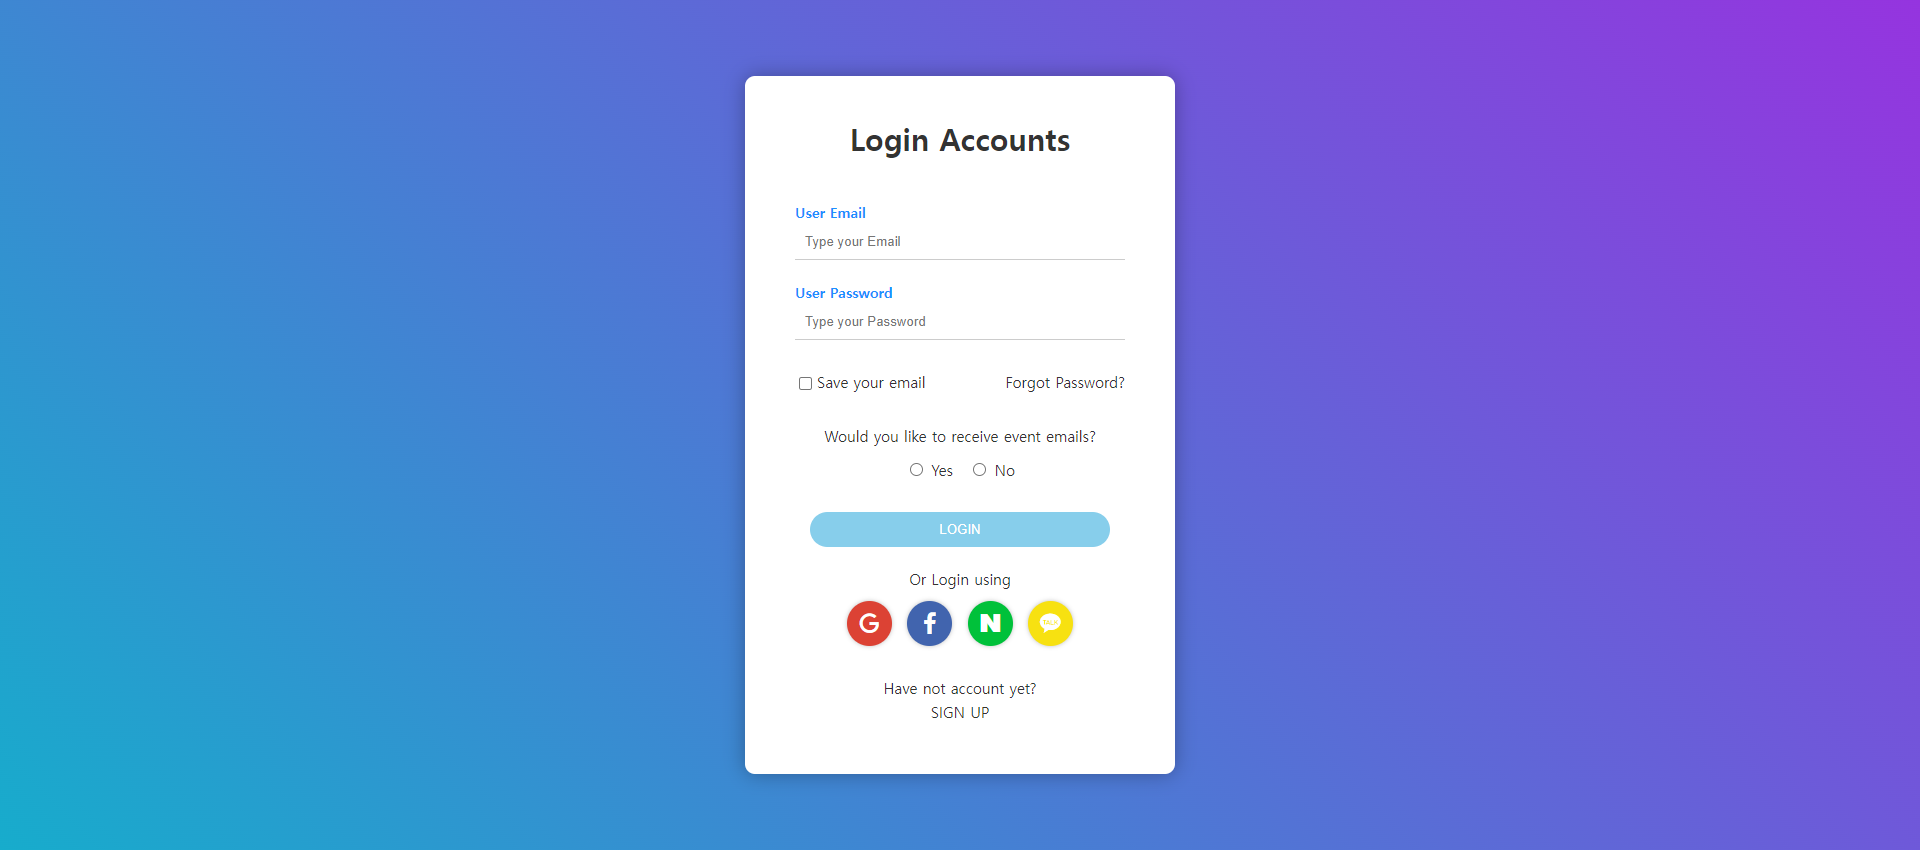 Login Accounts
User Email
Type your Email
User Password
Type your Password
Save your email Forgot Password?
Would you like to receive event emails?
Yes No
LOGIN
Or Login using
G f N TALK
Have not account yet?
SIGN UP